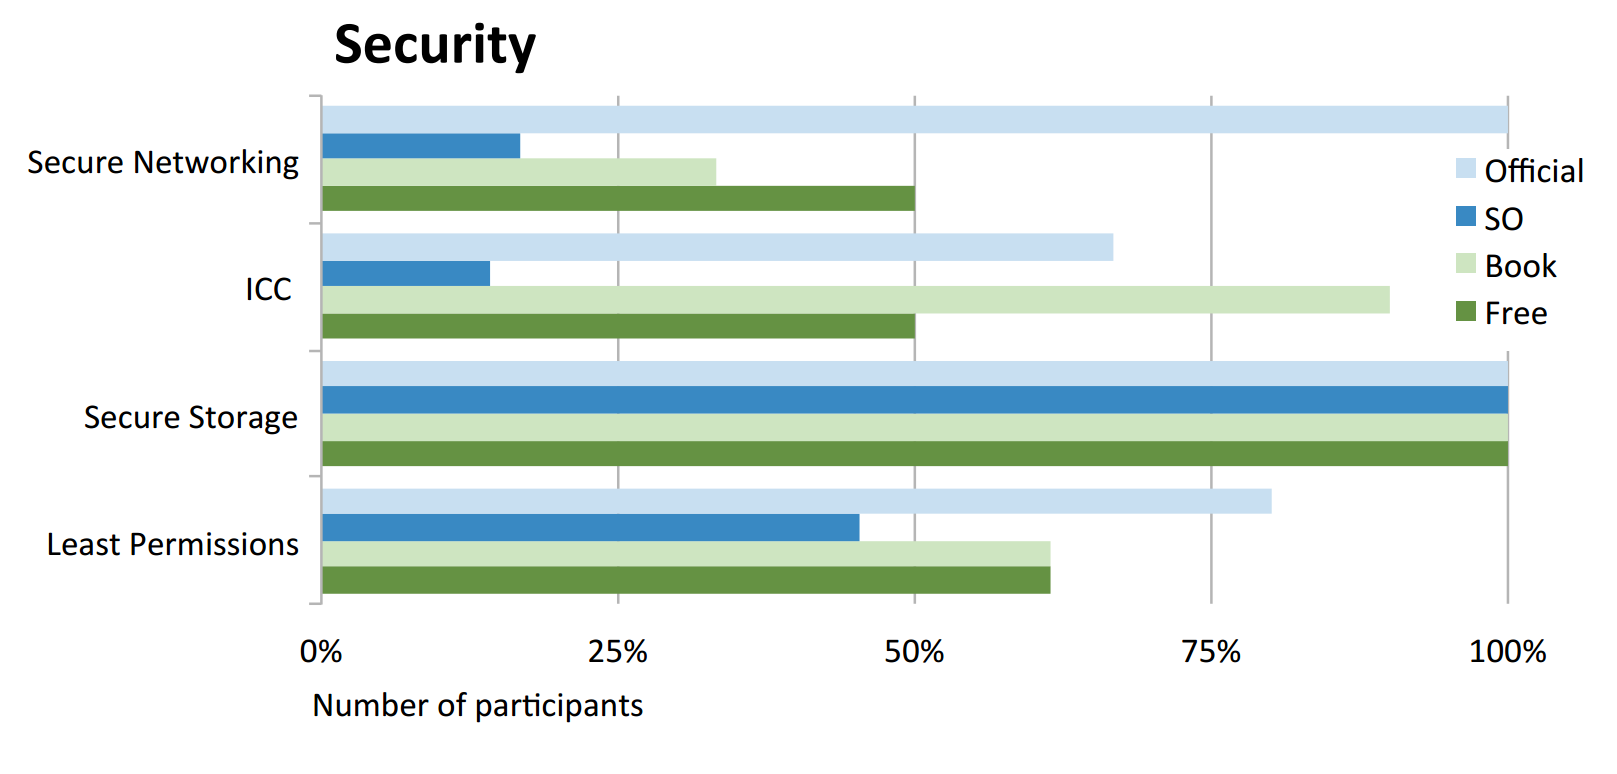 Security
Secure Networking
ICC
Secure Storage
Least Permissions
Official
SO
Book
Free
0% 25% 50% 75% 100%
Number of participants